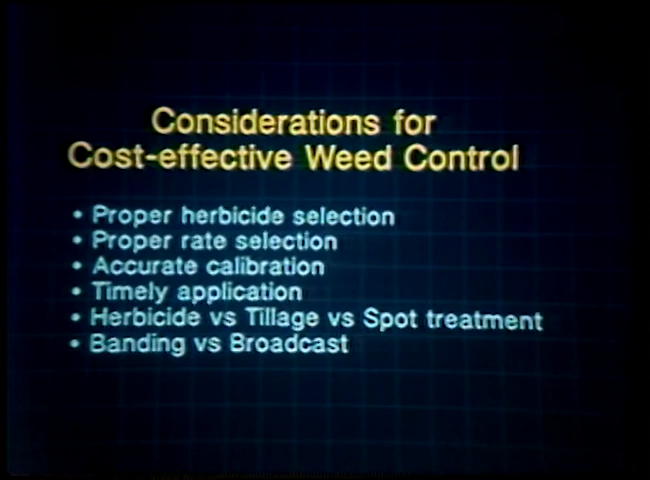 Considerations for
Cost-effective Weed Control
• Proper herbicide selection
• Proper rate selection
• Accurate calibration
• Timely application
• Herbicide vs Tillage vs Spot treatment
• Banding vs Broadcast